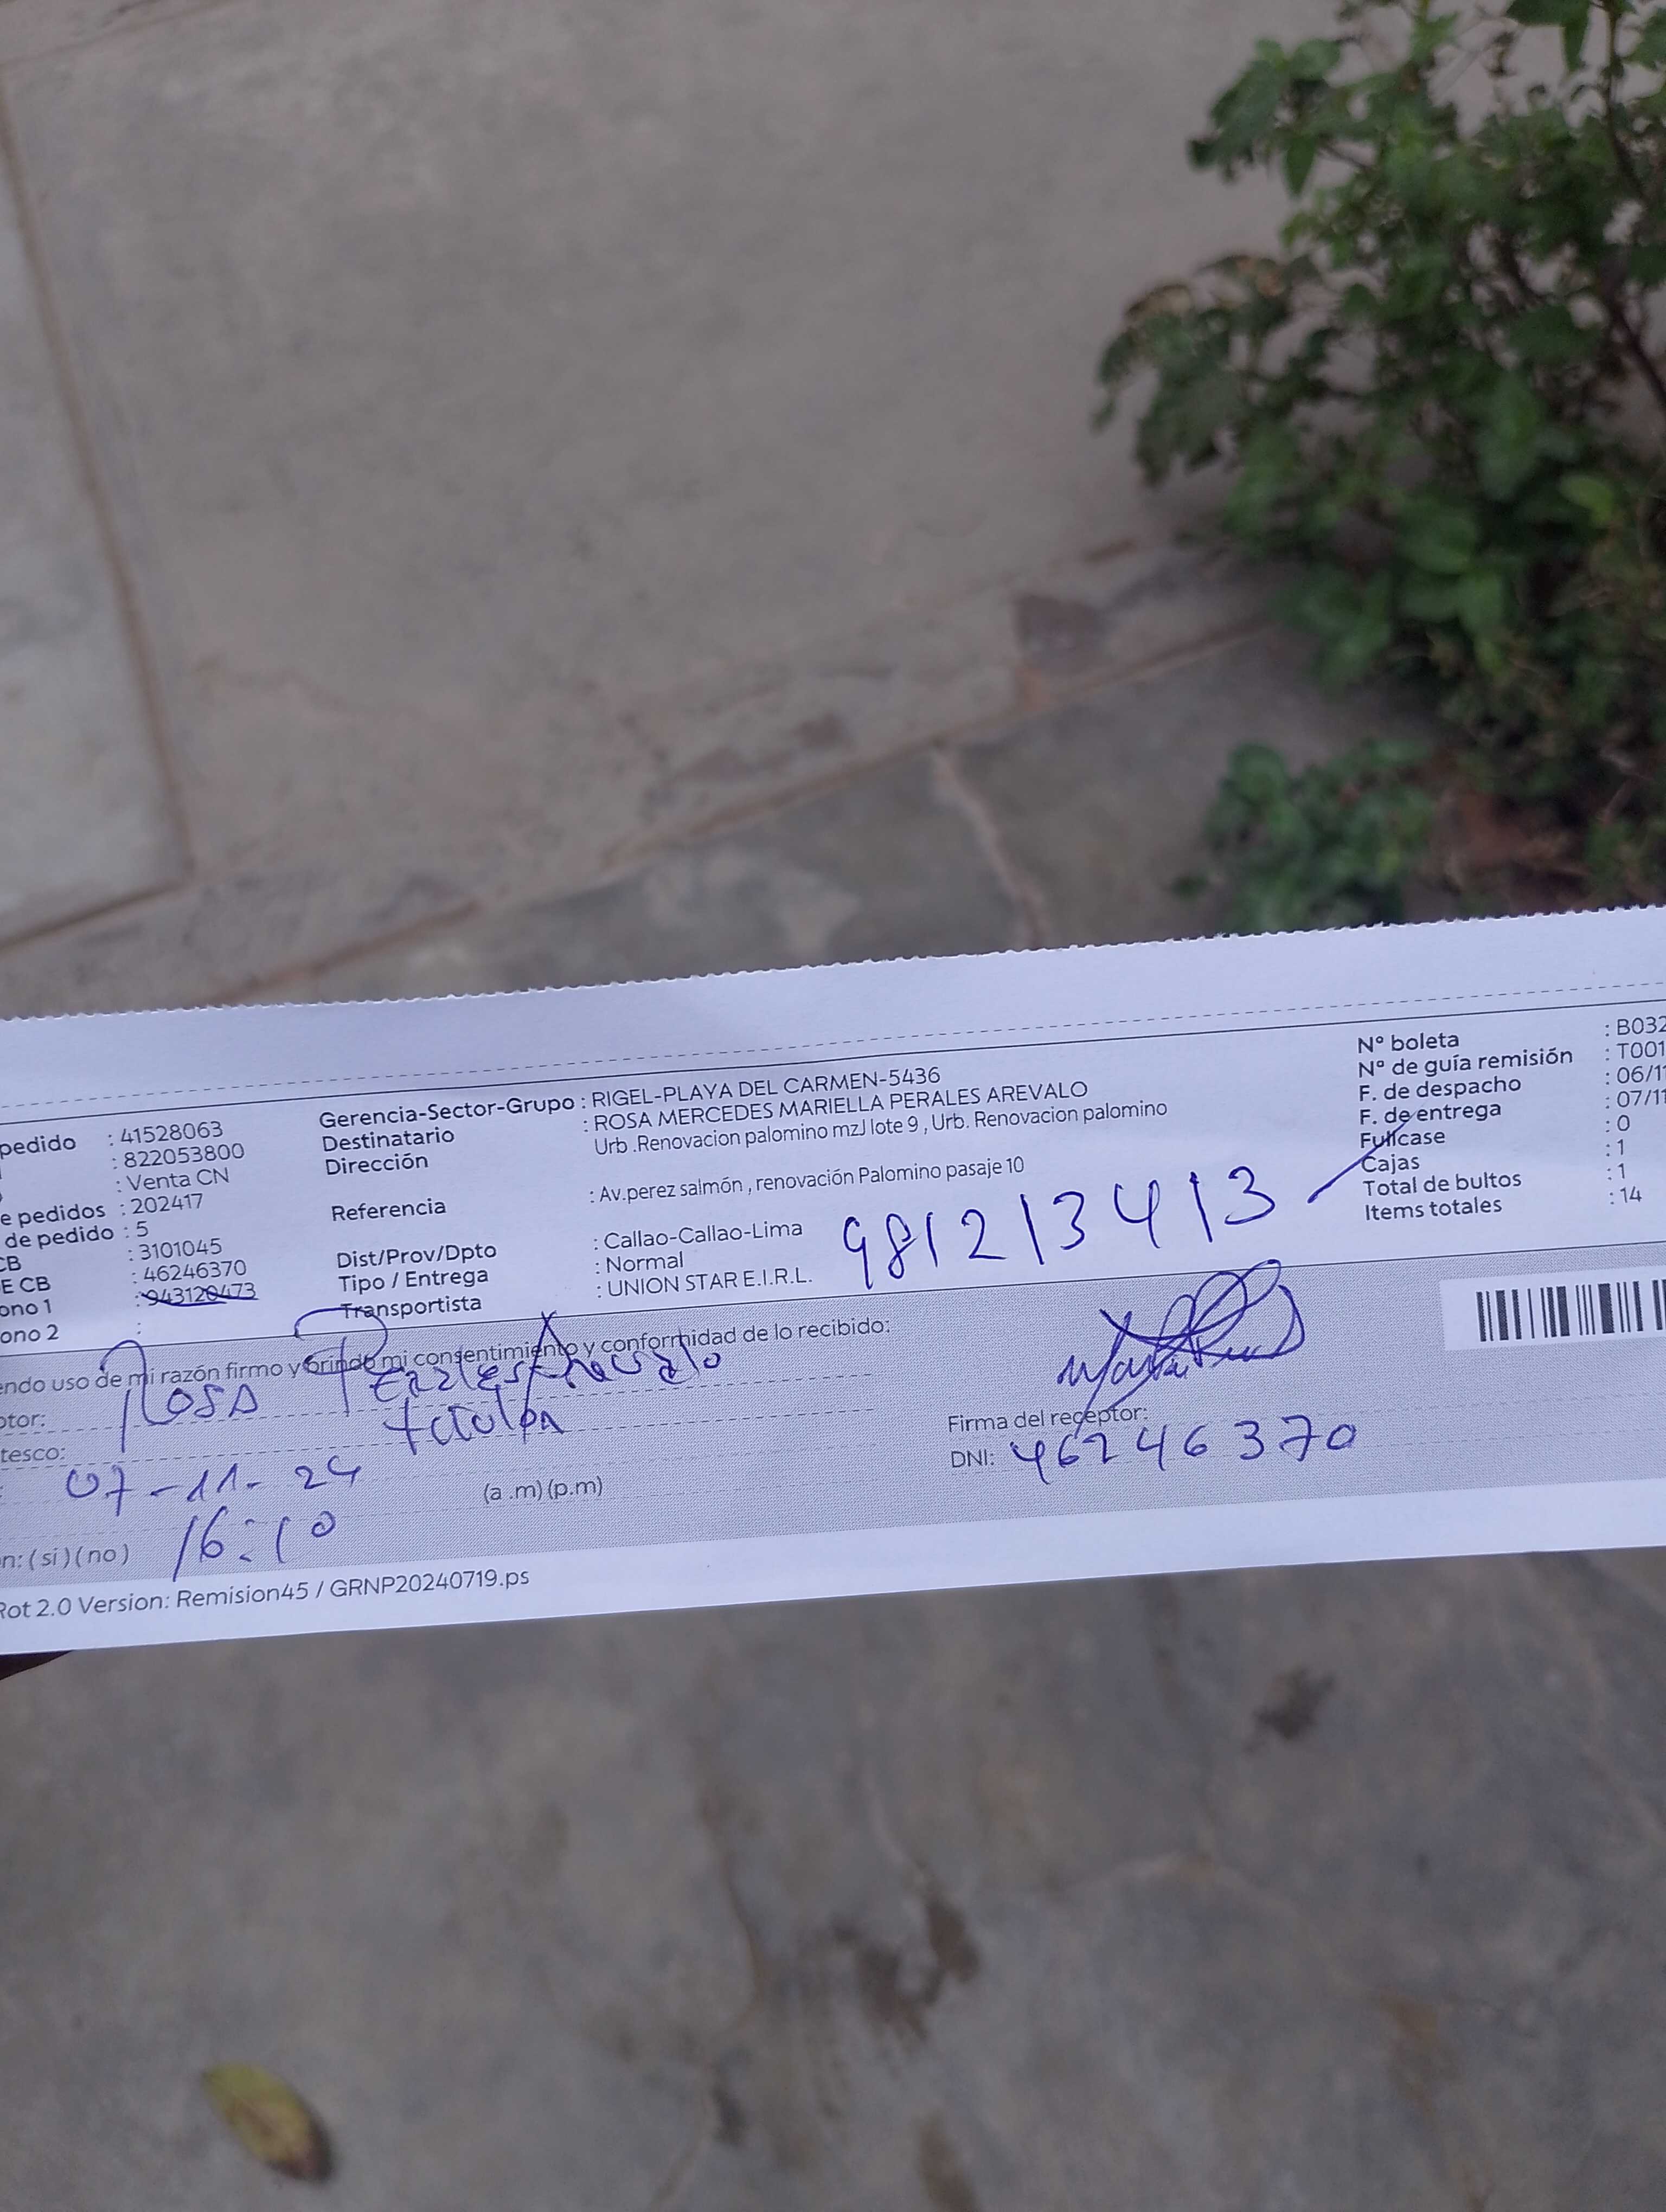 pedido : 41528063
: 822053800
: Venta CN
e pedidos : 202417
de pedido : 5
CB : 3101045
E CB : 46246370
ono 1 : 943120473
ono 2 :
Gerencia-Sector-Grupo : RIGEL-PLAYA DEL CARMEN-5436
Destinatario : ROSA MERCEDES MARIELLA PERALES AREVALO
Dirección Urb .Renovacion palomino mzJ lote 9 , Urb. Renovacion palomino
Referencia : Av.perez salmón , renovación Palomino pasaje 10
Dist/Prov/Dpto : Callao-Callao-Lima
Tipo / Entrega : Normal
Transportista : UNION STAR E.I.R.L.
981213413
Nº boleta : B032
Nº de guía remisión : T001
F. de despacho : 06/11
F. de entrega : 07/11
Fullcase : 0
Cajas : 1
Total de bultos : 1
Items totales : 14
endo uso de mi razón firmo y brindo mi consentimiento y conformidad de lo recibido:
ptor: Rosa Perales Arevalo
tesco: titular
: 07-11-24
(a .m) (p.m)
n: ( si ) ( no ) 16:10
Firma del receptor:
DNI: 46246370
Rot 2.0 Version: Remision45 / GRNP20240719.ps